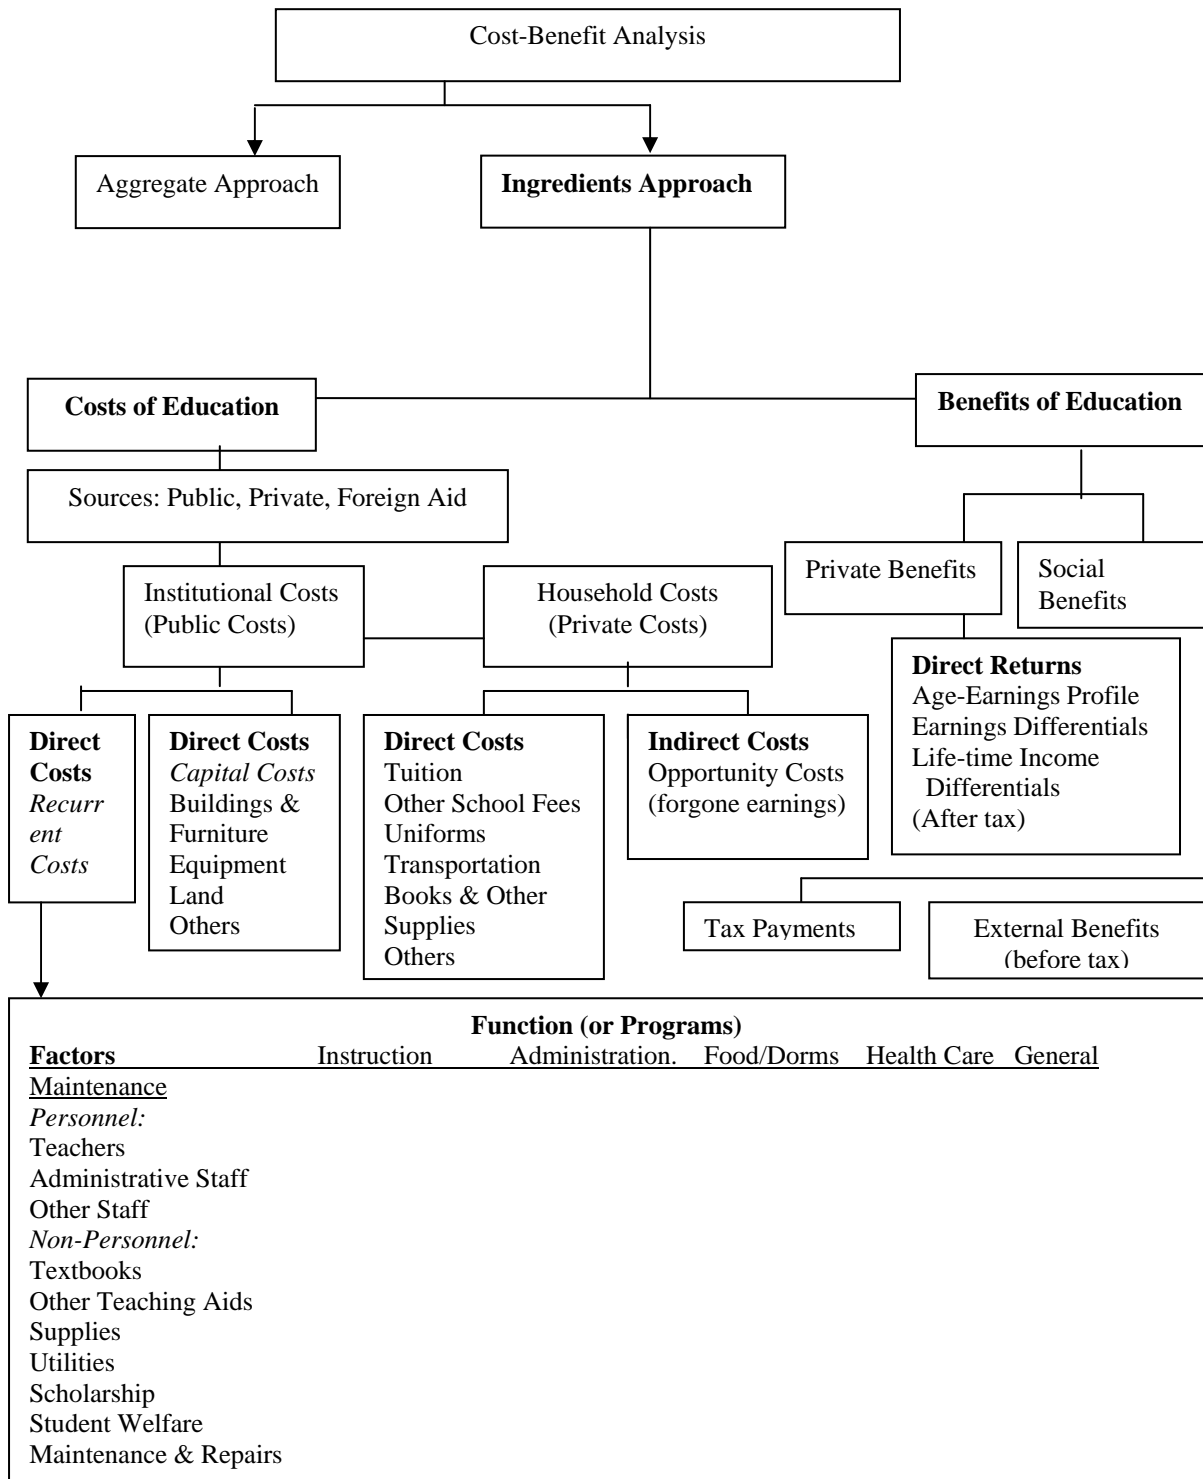 Cost-Benefit Analysis
Aggregate Approach
Ingredients Approach
Costs of Education
Benefits of Education
Sources: Public, Private, Foreign Aid
Institutional Costs
(Public Costs)
Household Costs
(Private Costs)
Private Benefits
Social
Benefits
Direct
Costs
Recurr
ent
Costs
Direct Costs
Capital Costs
Buildings &
Furniture
Equipment
Land
Others
Direct Costs
Tuition
Other School Fees
Uniforms
Transportation
Books & Other
Supplies
Others
Indirect Costs
Opportunity Costs
(forgone earnings)
Direct Returns
Age-Earnings Profile
Earnings Differentials
Life-time Income
Differentials
(After tax)
Tax Payments
External Benefits
(before tax)
Function (or Programs)
Factors Instruction Administration. Food/Dorms Health Care General
Maintenance
Personnel:
Teachers
Administrative Staff
Other Staff
Non-Personnel:
Textbooks
Other Teaching Aids
Supplies
Utilities
Scholarship
Student Welfare
Maintenance & Repairs